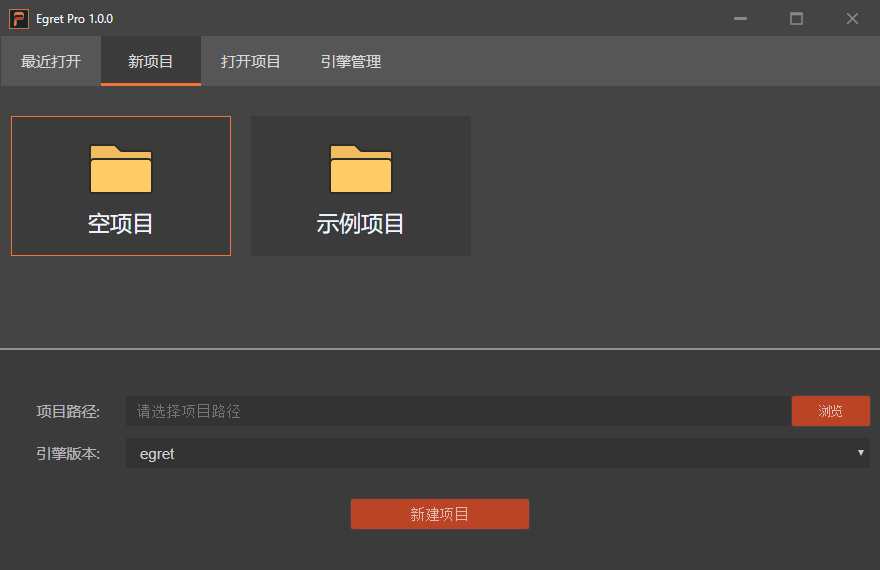 Egret Pro 1.0.0
最近打开 新项目 打开项目 引擎管理
空项目 示例项目
项目路径: 请选择项目路径 浏览
引擎版本: egret
新建项目